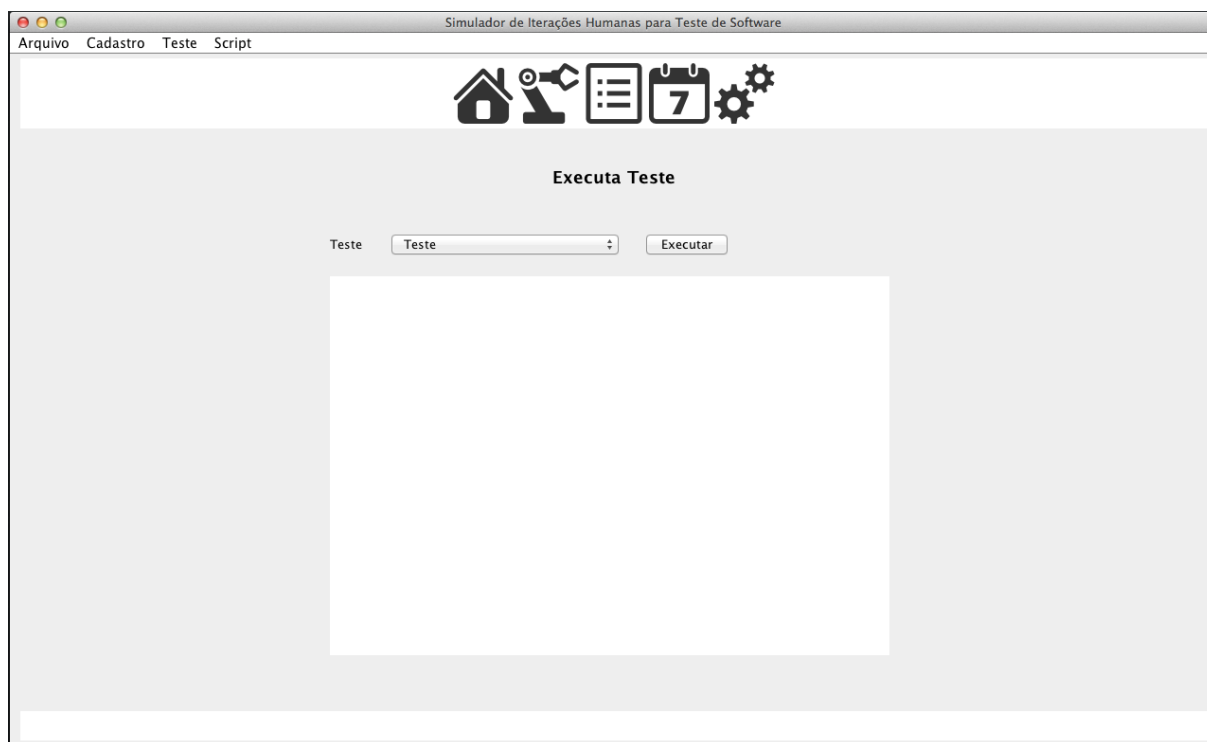 Simulador de Iterações Humanas para Teste de Software
Arquivo Cadastro Teste Script
7
Executa Teste
Teste Teste Executar